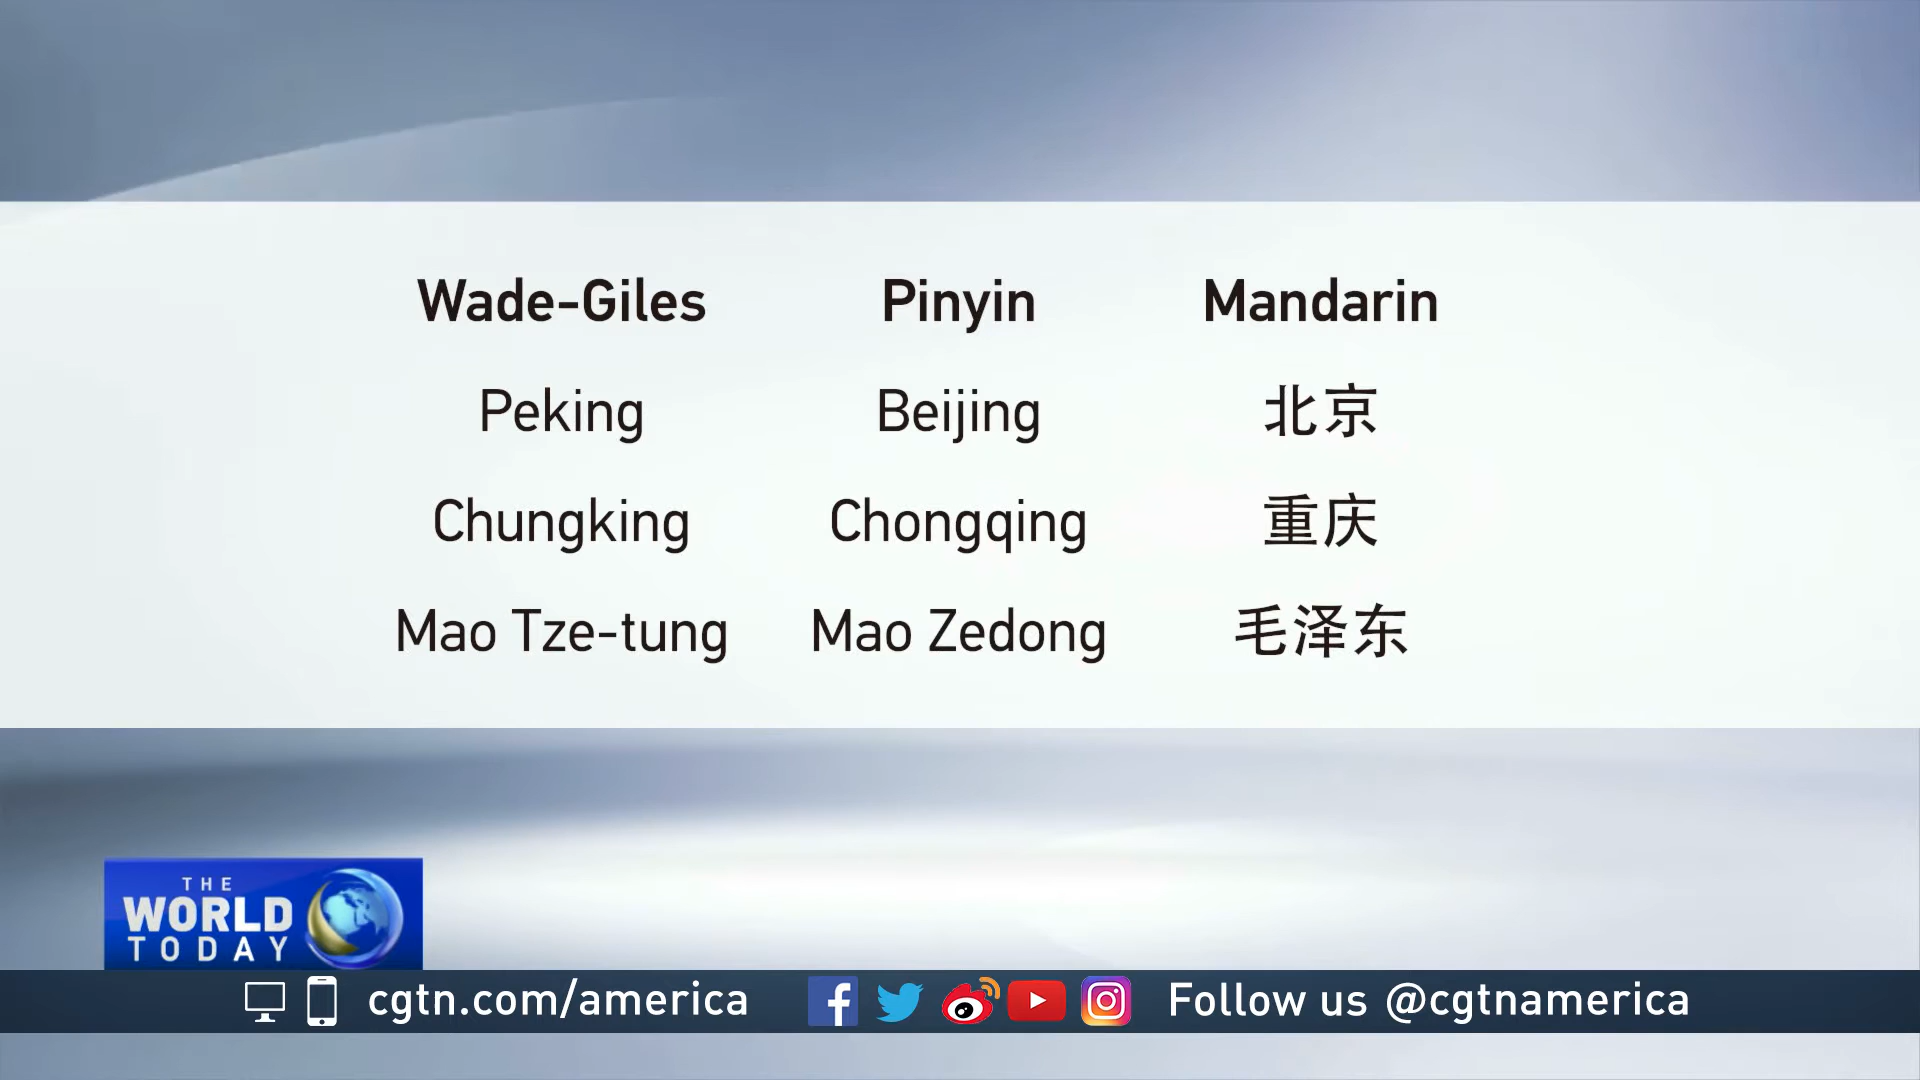 Wade-Giles Pinyin Mandarin
Peking Beijing 北京
Chungking Chongqing 重庆
Mao Tze-tung Mao Zedong 毛泽东
THE
WORLD
TODAY
cgtn.com/america Follow us @cgtnamerica